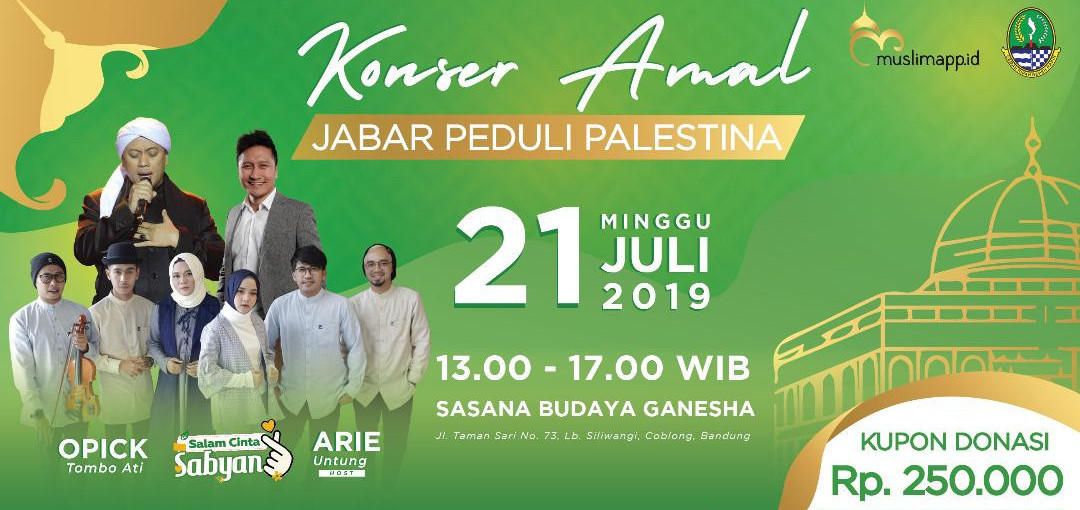 Konser Amal
JABAR PEDULI PALESTINA
muslimapp.id
21
MINGGU
JULI
2019
13.00 - 17.00 WIB
SASANA BUDAYA GANESHA
Jl. Taman Sari No. 73, Lb. Siliwangi, Coblong, Bandung
OPICK
Tombo Ati
Salam Cinta
Sabyan
ARIE
Untung
HOST
KUPON DONASI
Rp. 250.000